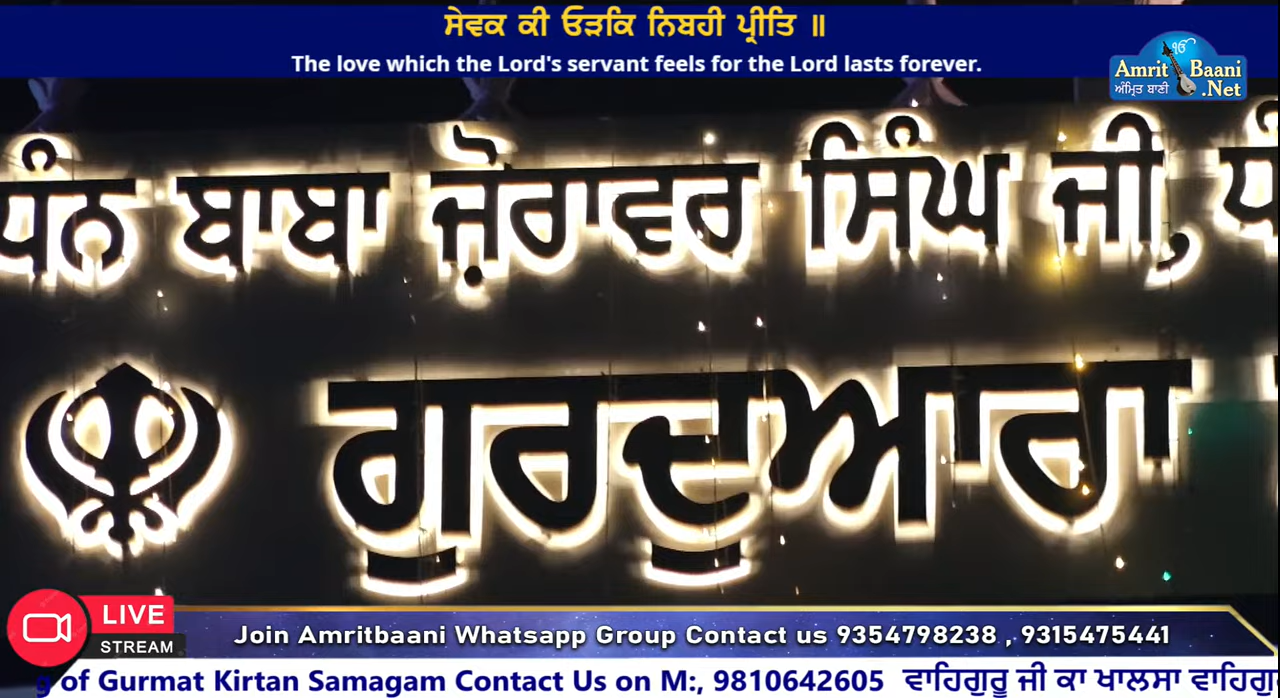 ਸੇਵਕ ਕੀ ਓੜਕਿ ਨਿਬਹੀ ਪ੍ਰੀਤਿ ॥
The love which the Lord's servant feels for the Lord lasts forever.
ੴ
Amrit Baani
ਅੰਮ੍ਰਿਤ ਬਾਣੀ .Net
ਧੰਨ ਬਾਬਾ ਜ਼ੋਰਾਵਰ ਸਿੰਘ ਜੀ,
ਗੁਰਦੁਆਰਾ
LIVE
STREAM
Join Amritbaani Whatsapp Group Contact us 9354798238 , 9315475441
of Gurmat Kirtan Samagam Contact Us on M:, 9810642605 ਵਾਹਿਗੁਰੂ ਜੀ ਕਾ ਖਾਲਸਾ